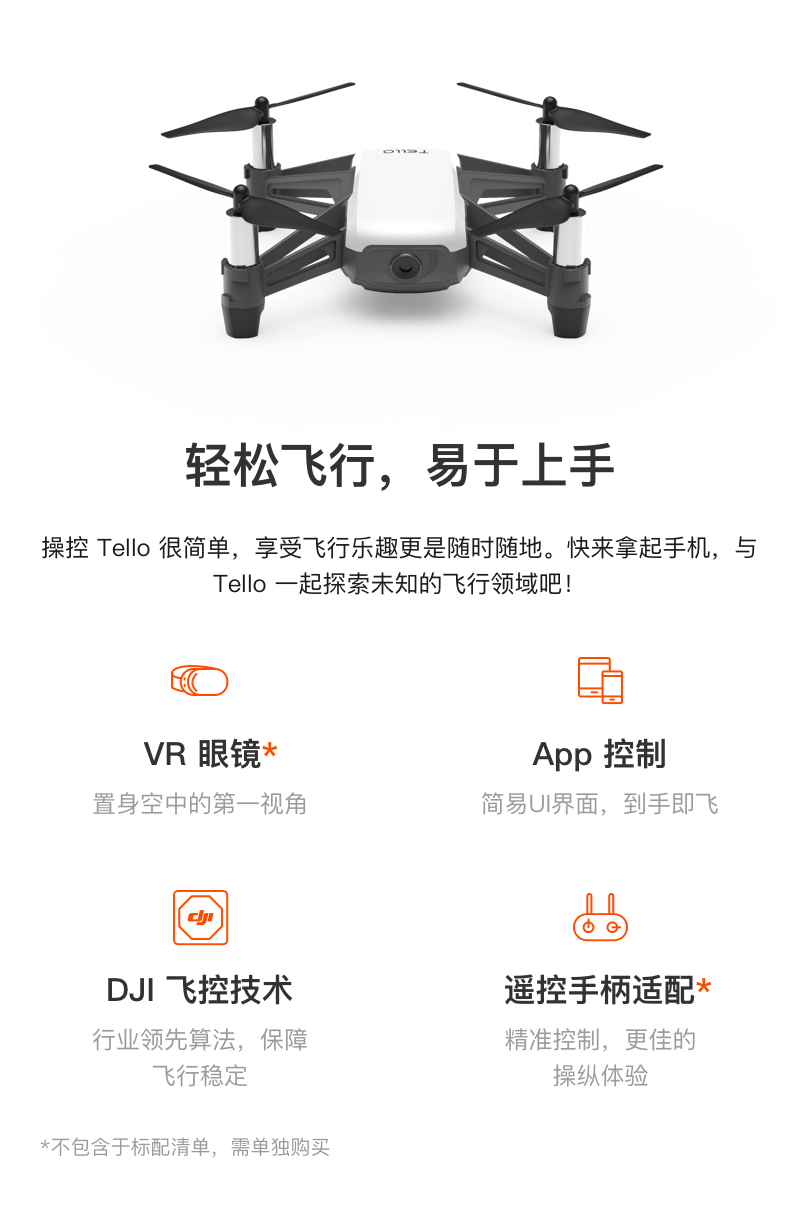 TELLO
轻松飞行，易于上手
操控 Tello 很简单，享受飞行乐趣更是随时随地。快来拿起手机，与
Tello 一起探索未知的飞行领域吧！
VR 眼镜*
App 控制
置身空中的第一视角
简易UI界面，到手即飞
dji
DJI 飞控技术
遥控手柄适配*
行业领先算法，保障
飞行稳定
精准控制，更佳的
操纵体验
*不包含于标配清单，需单独购买